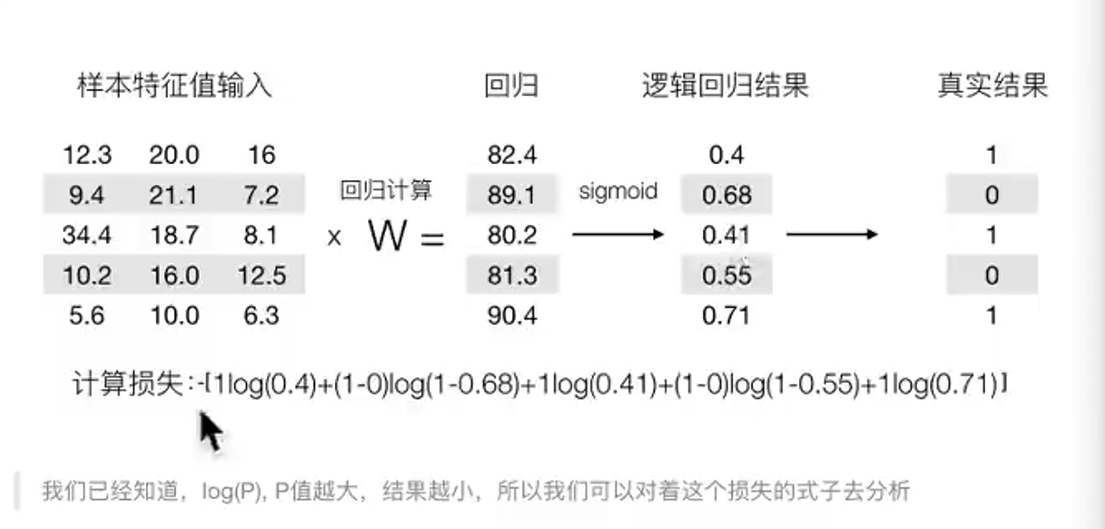 样本特征值输入 回归 逻辑回归结果 真实结果
12.3 20.0 16 82.4 0.4 1
回归计算 sigmoid
9.4 21.1 7.2 89.1 0.68 0
34.4 18.7 8.1 x W = 80.2 0.41 1
10.2 16.0 12.5 81.3 0.55 0
5.6 10.0 6.3 90.4 0.71 1
计算损失:-[1log(0.4)+(1-0)log(1-0.68)+1log(0.41)+(1-0)log(1-0.55)+1log(0.71)]
我们已经知道，log(P), P值越大，结果越小，所以我们可以对着这个损失的式子去分析